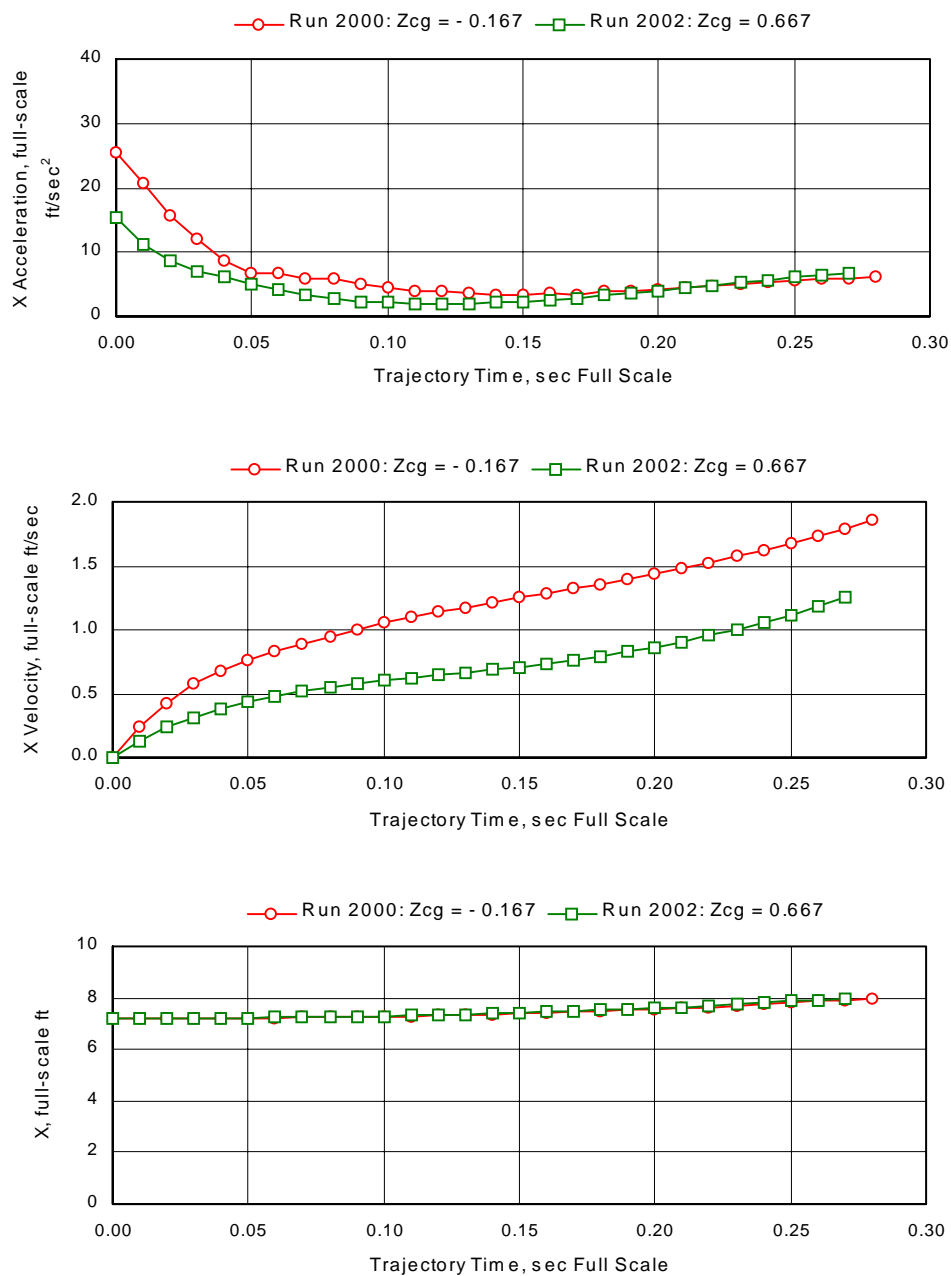 Run 2000: Zcg = - 0.167 Run 2002: Zcg = 0.667
X Acceleration, full-scale
ft/sec²
40
30
20
10
0
0.00 0.05 0.10 0.15 0.20 0.25 0.30
Trajectory Time, sec Full Scale
Run 2000: Zcg = - 0.167 Run 2002: Zcg = 0.667
X Velocity, full-scale ft/sec
2.0
1.5
1.0
0.5
0.0
0.00 0.05 0.10 0.15 0.20 0.25 0.30
Trajectory Time, sec Full Scale
Run 2000: Zcg = - 0.167 Run 2002: Zcg = 0.667
X, full-scale ft
10
8
6
4
2
0
0.00 0.05 0.10 0.15 0.20 0.25 0.30
Trajectory Time, sec Full Scale